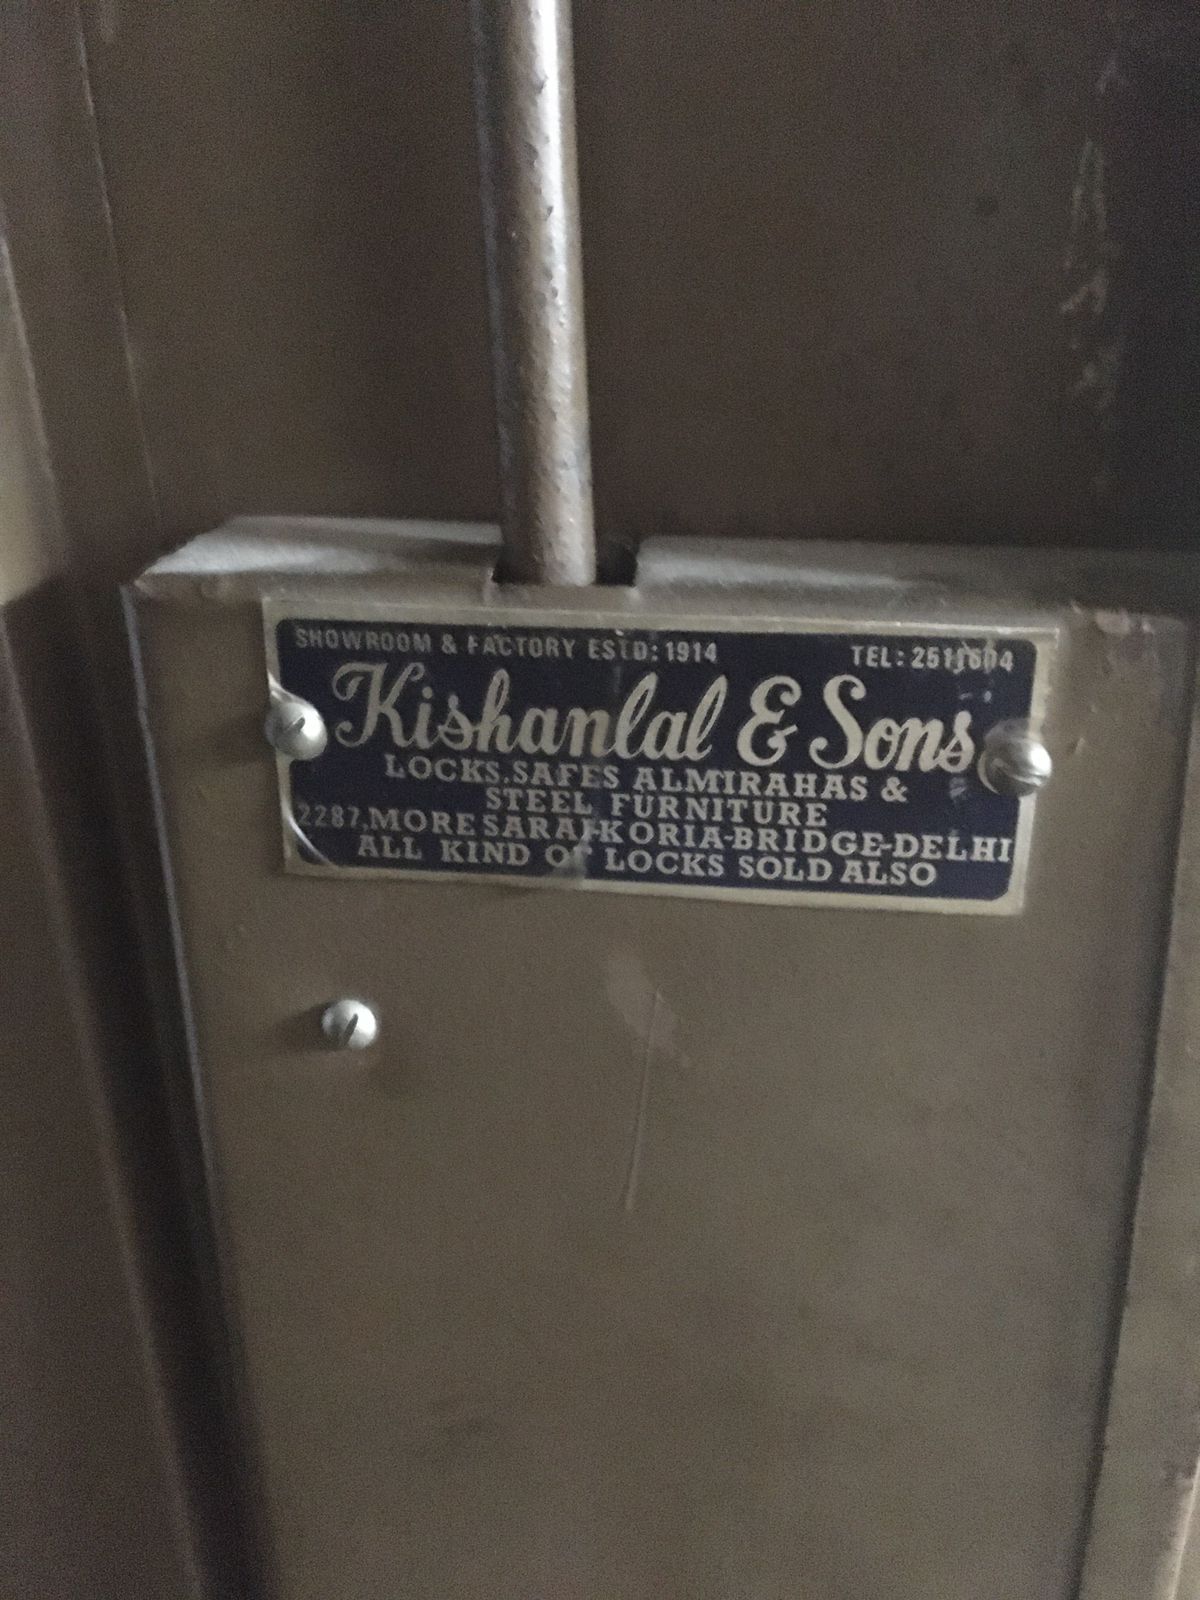 SHOWROOM & FACTORY ESTD: 1914 TEL:
Kishanlal & Sons
LOCKS.SAFES ALMIRAHAS &
STEEL FURNITURE
2287,MORE SARAI-KORIA-BRIDGE-DELHI
ALL KIND OF LOCKS SOLD ALSO